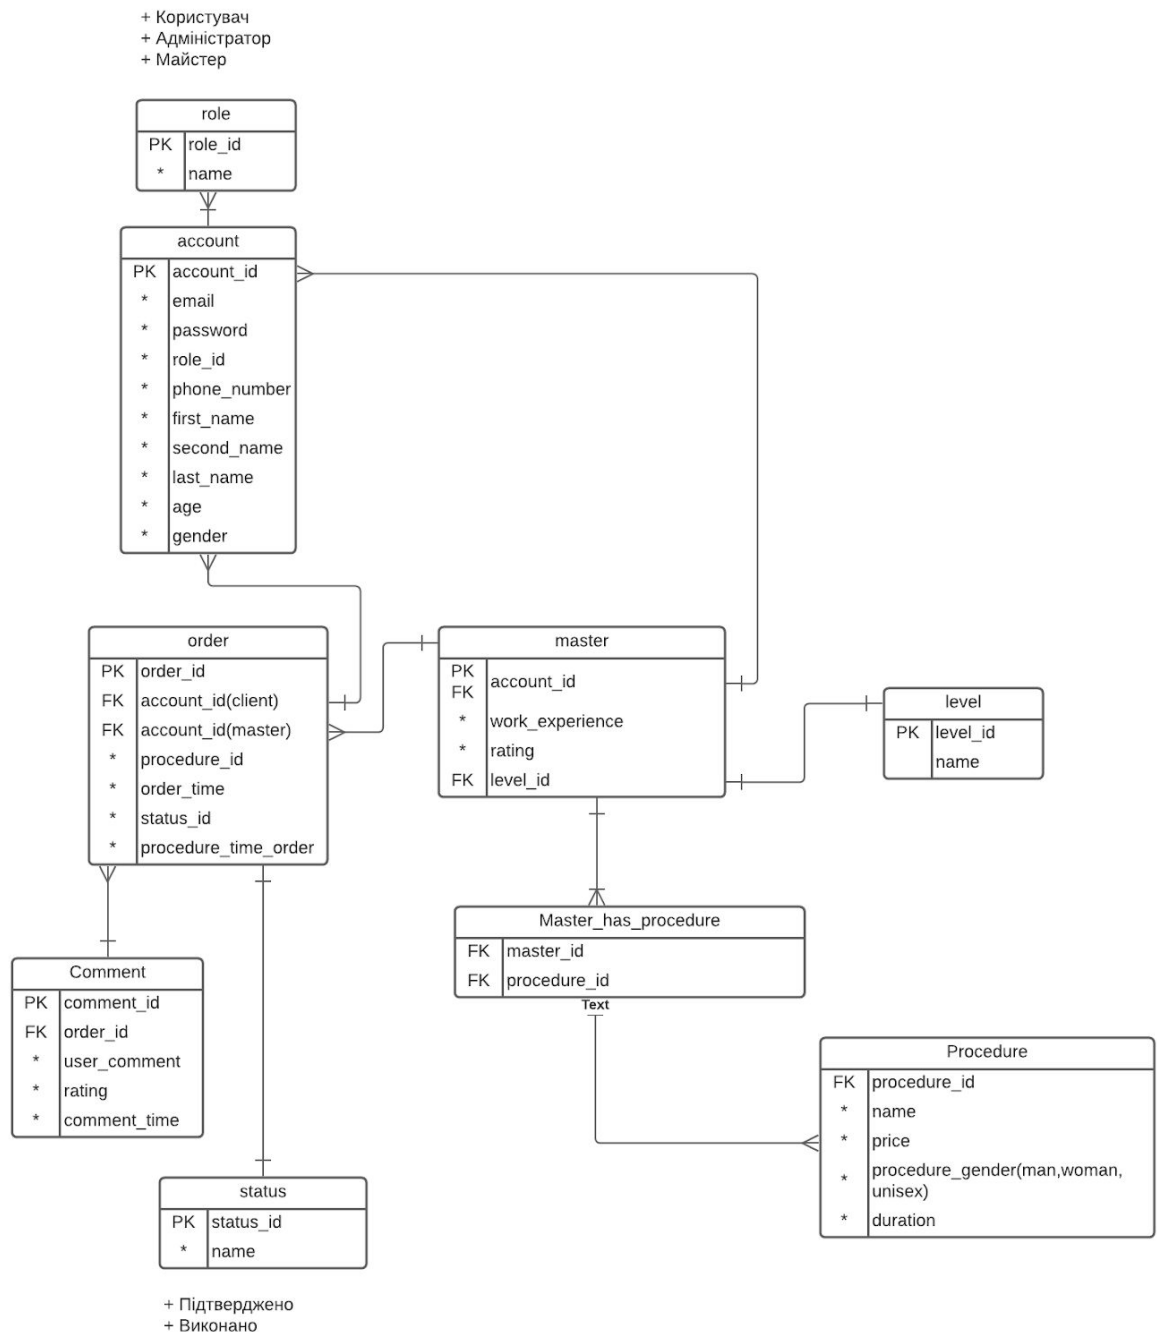 + Користувач
+ Адміністратор
+ Майстер
role
PK role_id
* name
account
PK account_id
* email
* password
* role_id
* phone_number
* first_name
* second_name
* last_name
* age
* gender
order
PK order_id
FK account_id(client)
FK account_id(master)
* procedure_id
* order_time
* status_id
* procedure_time_order
master
PK
FK account_id
* work_experience
* rating
FK level_id
level
PK level_id
name
Master_has_procedure
FK master_id
FK procedure_id
Text
Comment
PK comment_id
FK order_id
* user_comment
* rating
* comment_time
Procedure
FK procedure_id
* name
* price
* procedure_gender(man,woman,
unisex)
* duration
status
PK status_id
* name
+ Підтверджено
+ Виконано